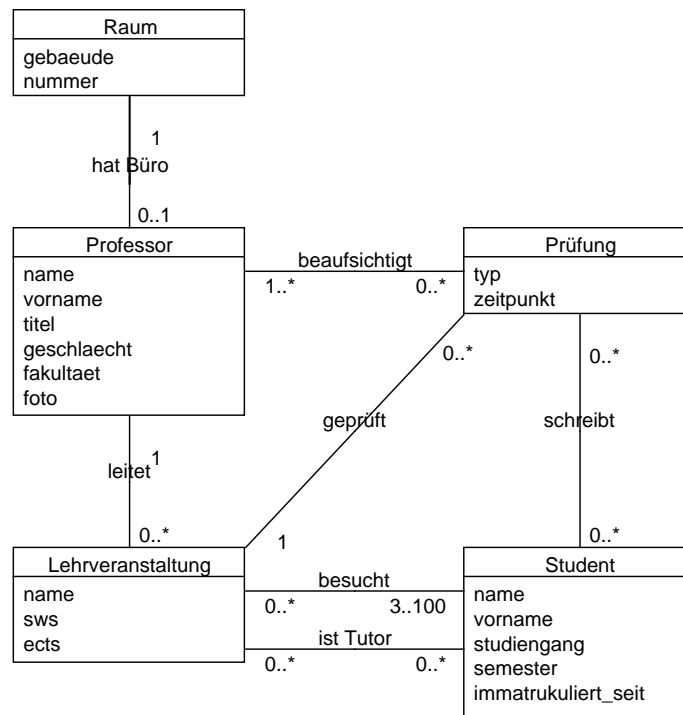 Raum
gebaeude
nummer
1
hat Büro
0..1
Professor
name
vorname
titel
geschlaecht
fakultaet
foto
beaufsichtigt
1..*
0..*
Prüfung
typ
zeitpunkt
0..*
0..*
geprüft
schreibt
1
leitet
0..*
1
0..*
Lehrveranstaltung
name
sws
ects
besucht
0..*
3..100
ist Tutor
0..*
0..*
Student
name
vorname
studiengang
semester
immatrukuliert_seit